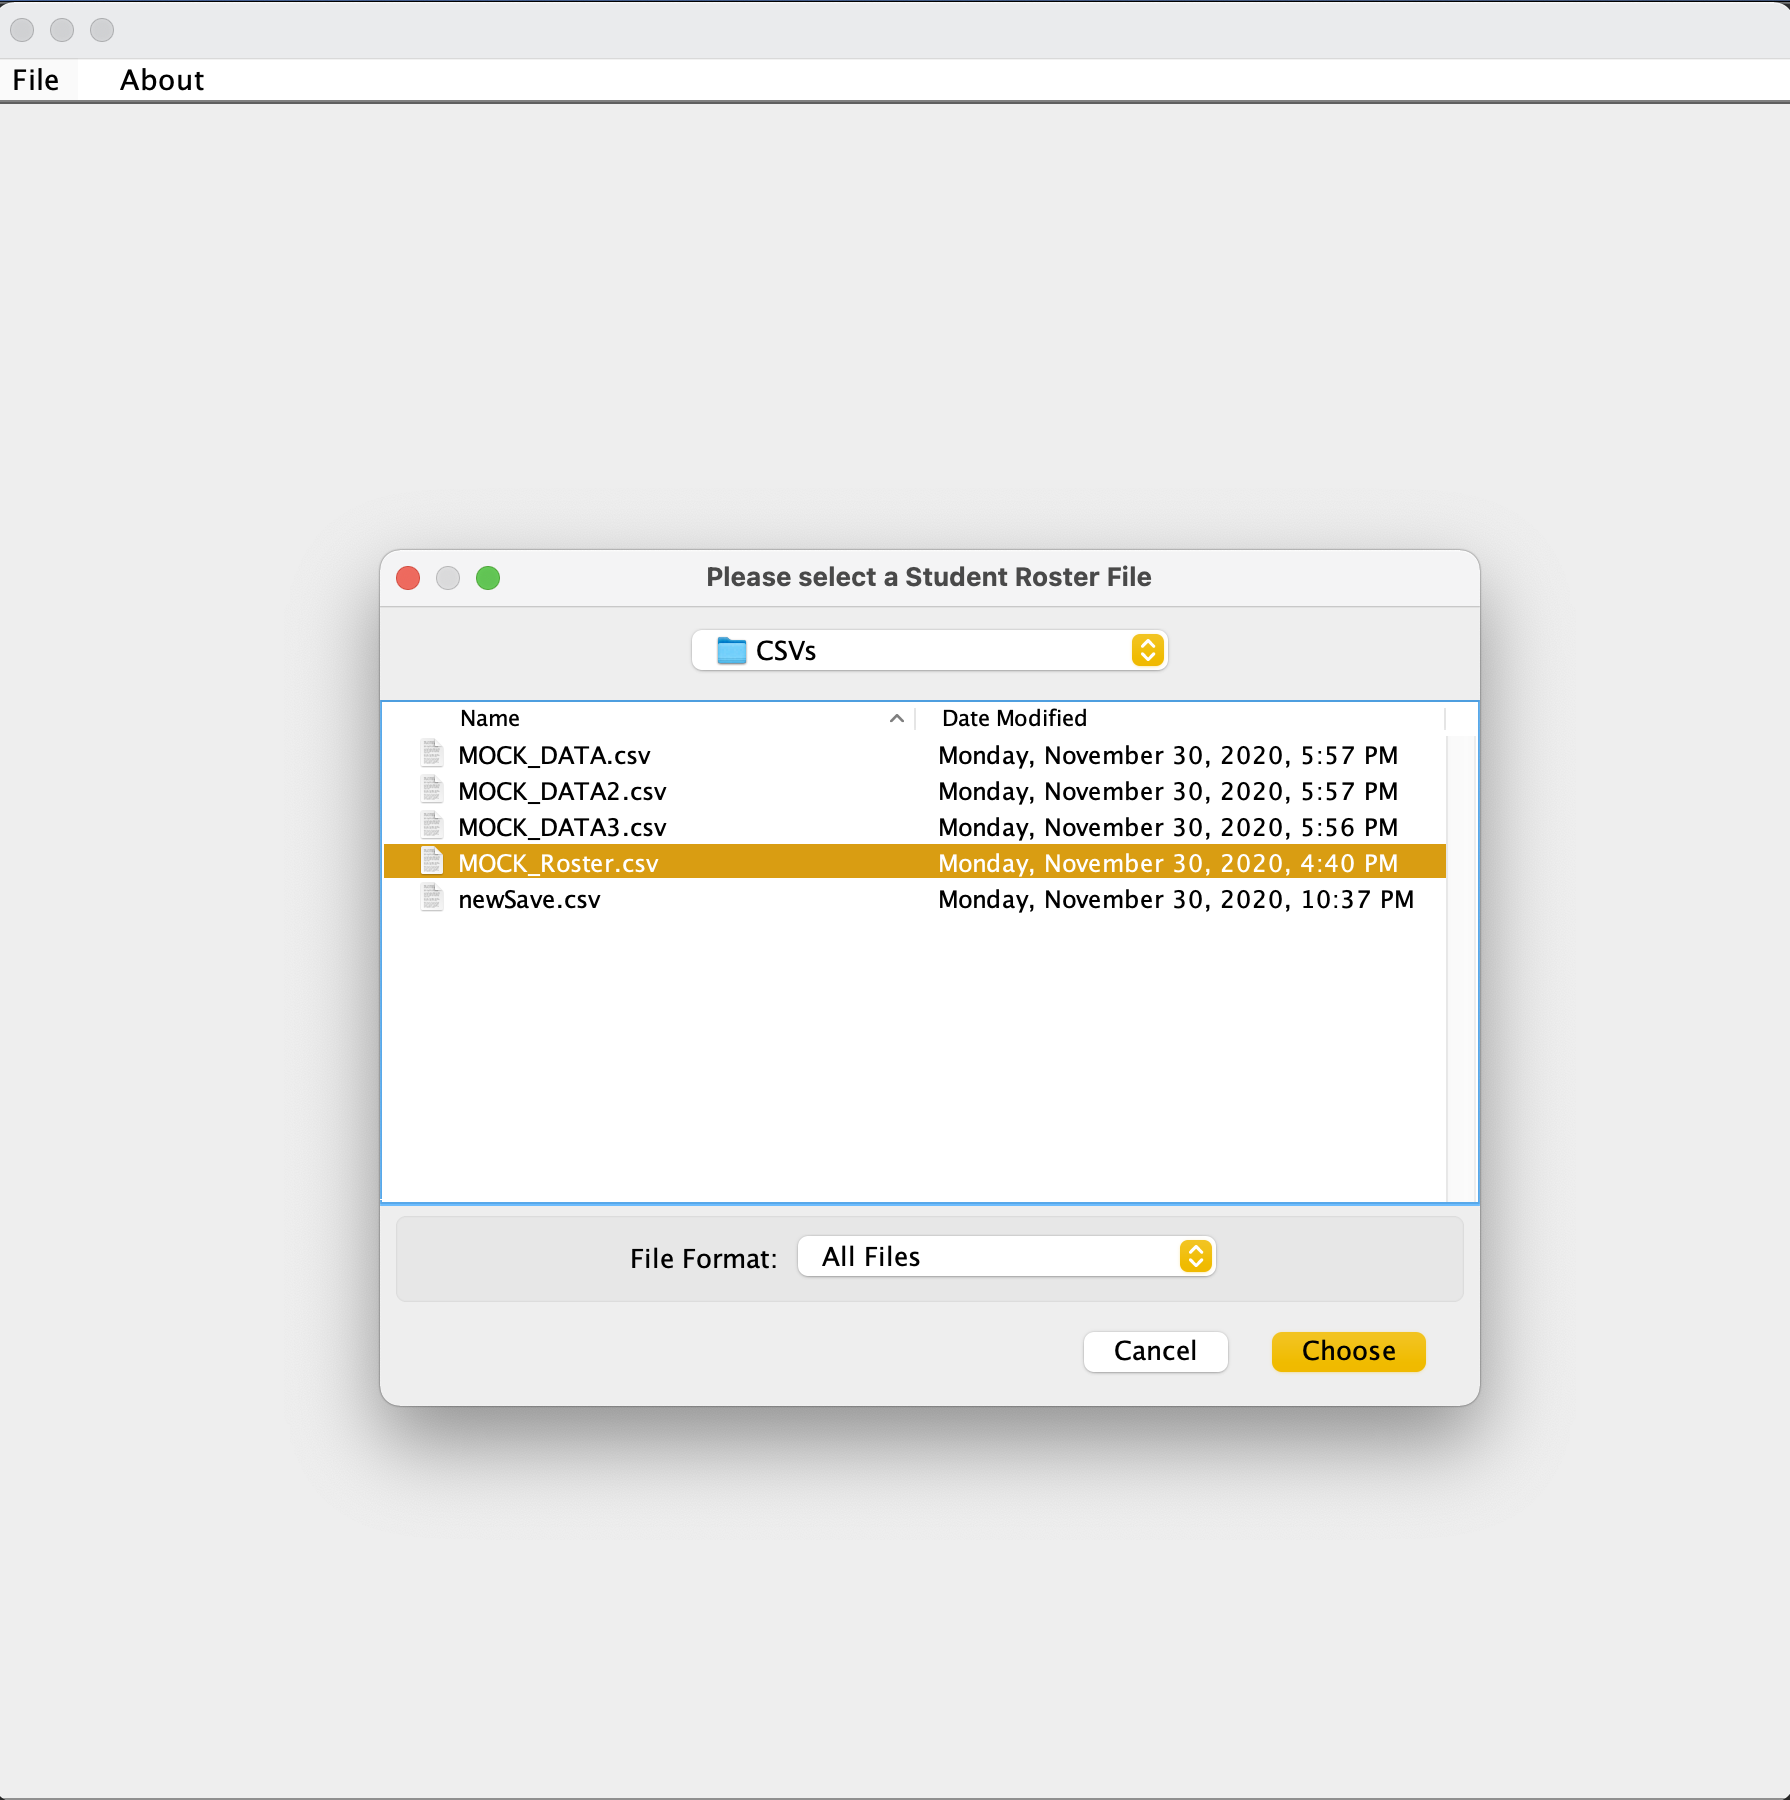 File About
Please select a Student Roster File
CSVs
Name Date Modified
MOCK_DATA.csv Monday, November 30, 2020, 5:57 PM
MOCK_DATA2.csv Monday, November 30, 2020, 5:57 PM
MOCK_DATA3.csv Monday, November 30, 2020, 5:56 PM
MOCK_Roster.csv Monday, November 30, 2020, 4:40 PM
newSave.csv Monday, November 30, 2020, 10:37 PM
File Format: All Files
Cancel Choose